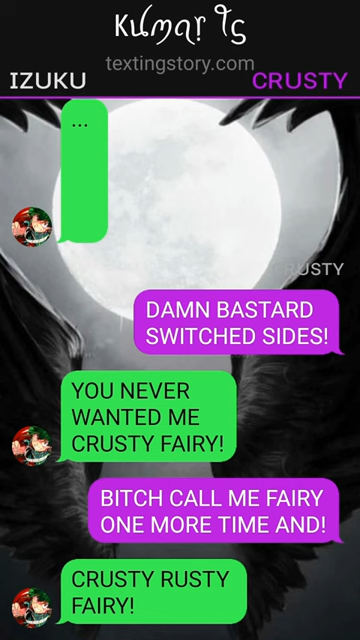 Kumar Ts
textingstory.com
IZUKU
CRUSTY
...
CRUSTY
DAMN BASTARD
SWITCHED SIDES!
YOU NEVER
WANTED ME
CRUSTY FAIRY!
BITCH CALL ME FAIRY
ONE MORE TIME AND!
CRUSTY RUSTY
FAIRY!